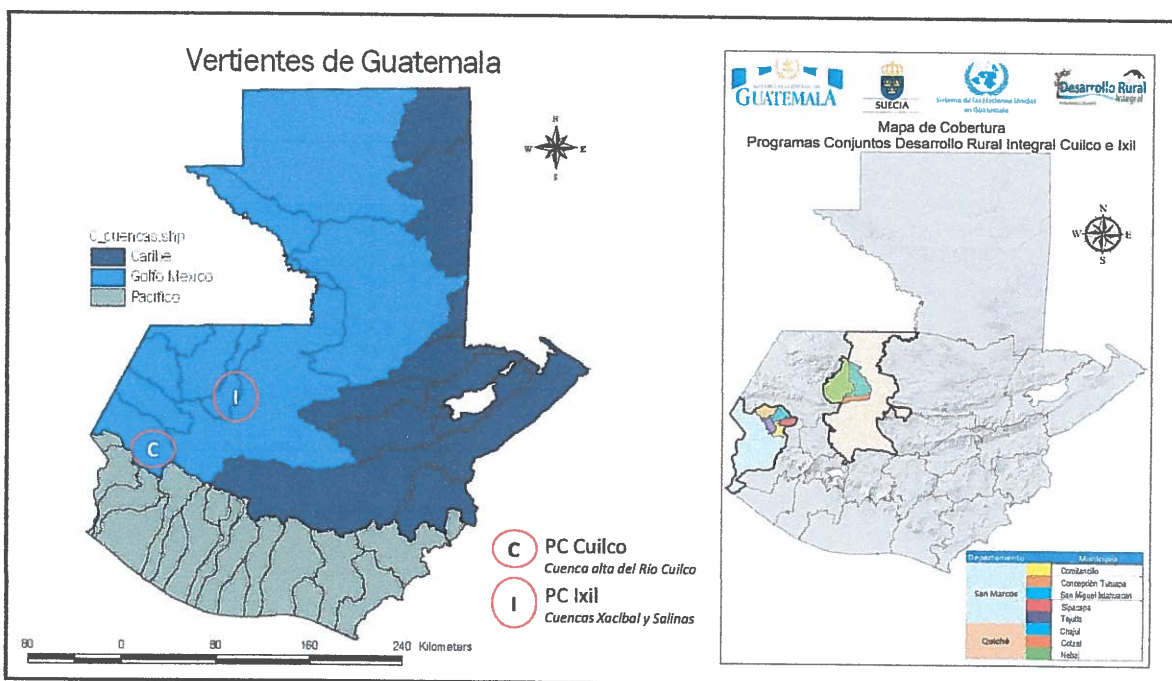 Vertientes de Guatemala
N
W
E
S
C_cuencas.shp
Caribe
Golfo Mexico
Pacifico
I
C
C
PC Cuilco
Cuenca alta del Río Cuilco
I
PC Ixil
Cuencas Xacibal y Salinas
80 0 80 160 240 Kilometers
GUATEMALA
SUECIA
Sistema de las Naciones Unidas
en Guatemala
Desarrollo Rural
Integral
Mapa de Cobertura
Programas Conjuntos Desarrollo Rural Integral Cuilco e Ixil
N
W
E
S
Departamento
Municipio
San Marcos
Comitancillo
Concepción Tutuapa
San Miguel Ixtahuacan
Sipacapa
Tejutla
Quiché
Chajul
Cotzal
Nebaj